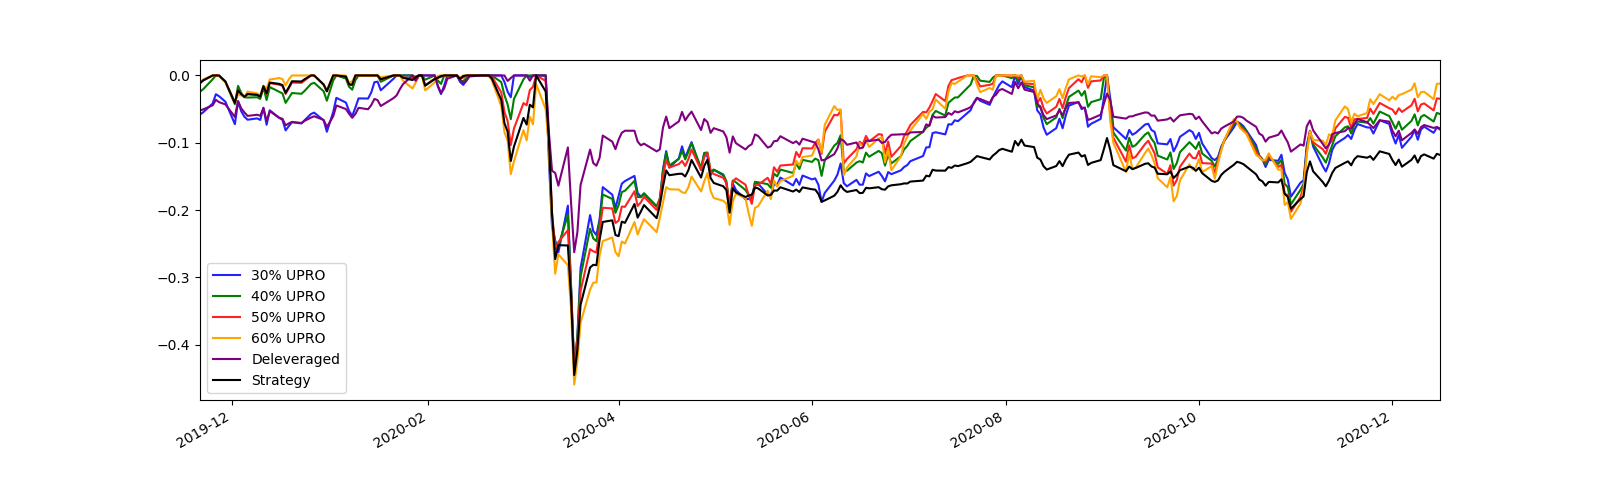 0.0
−0.1
−0.2
−0.3
−0.4
30% UPRO
40% UPRO
50% UPRO
60% UPRO
Deleveraged
Strategy
2019-12
2020-02
2020-04
2020-06
2020-08
2020-10
2020-12